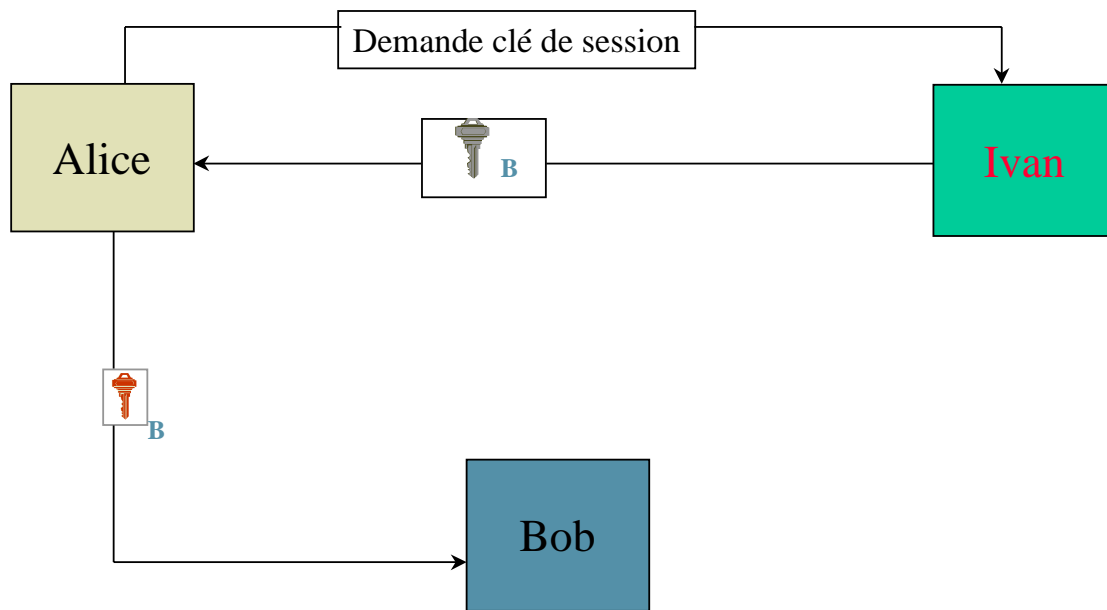 Demande clé de session
Alice
B
Ivan
B
Bob